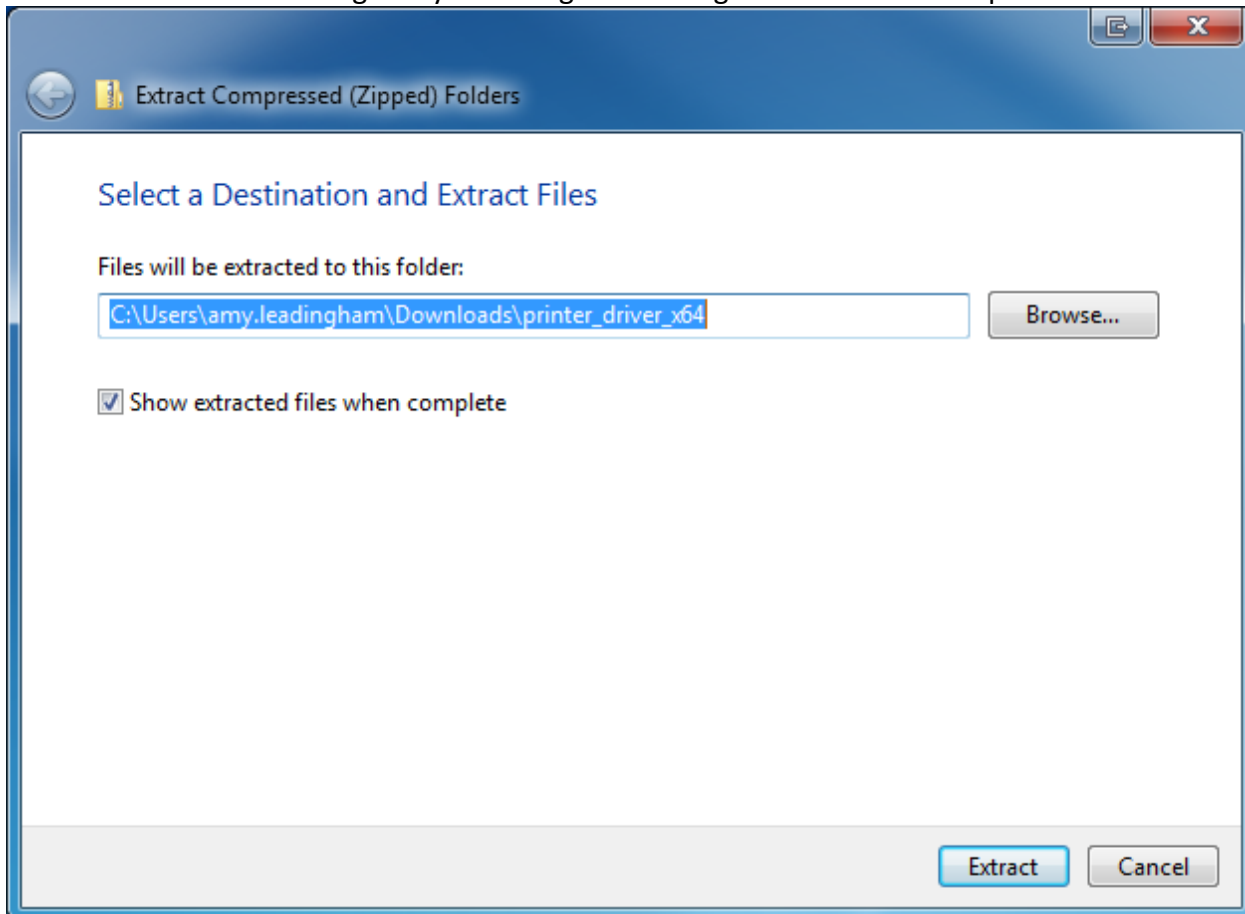 Extract Compressed (Zipped) Folders
Select a Destination and Extract Files
Files will be extracted to this folder:
C:\Users\amy.leadingham\Downloads\printer_driver_x64
Browse...
Show extracted files when complete
Extract
Cancel